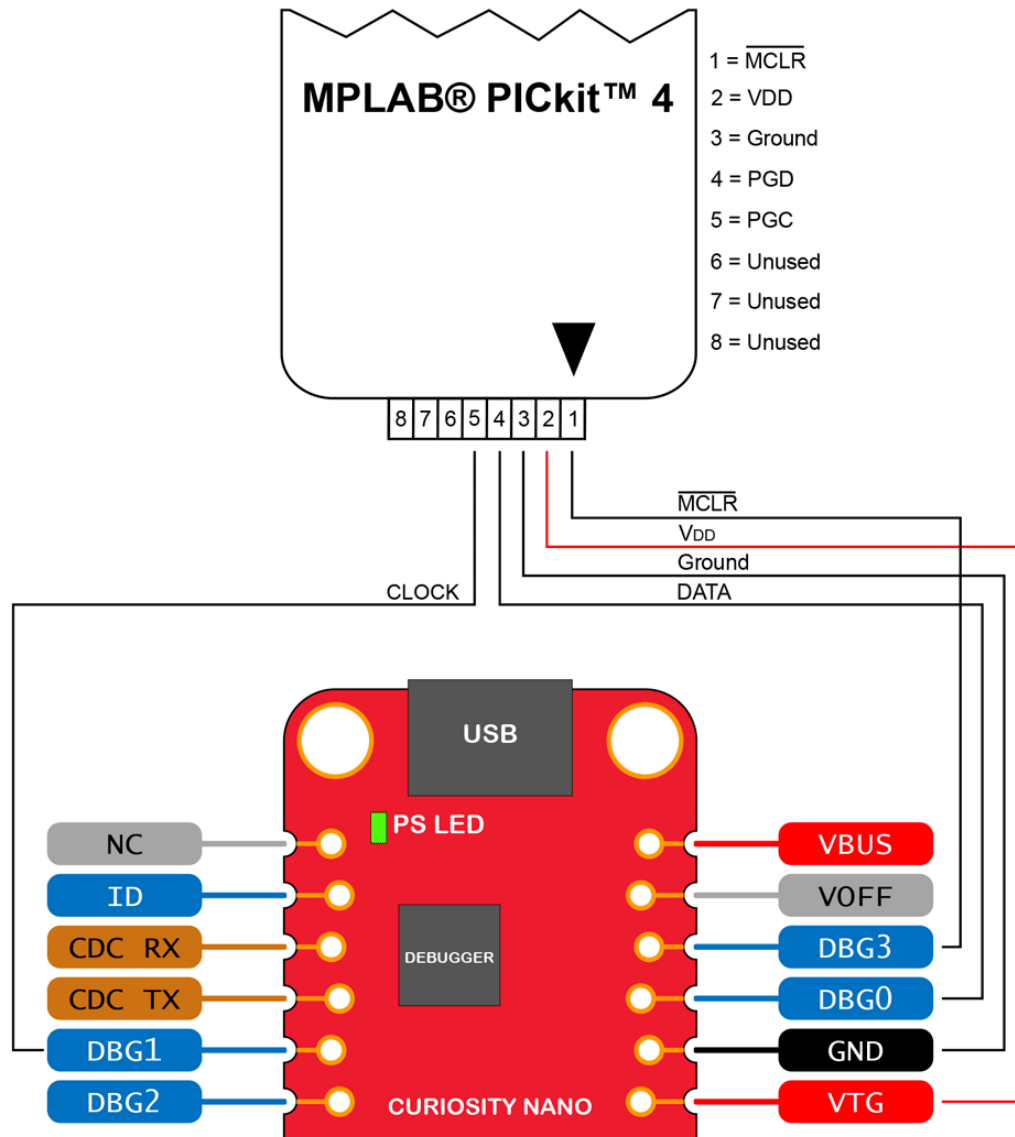 MPLAB® PICkit™ 4
1 = MCLR
2 = VDD
3 = Ground
4 = PGD
5 = PGC
6 = Unused
7 = Unused
8 = Unused
8 7 6 5 4 3 2 1
MCLR
VDD
Ground
CLOCK
DATA
USB
PS LED
NC
VBUS
ID
VOFF
CDC RX
DEBUGGER
DBG3
CDC TX
DBG0
DBG1
GND
DBG2
CURIOSITY NANO
VTG